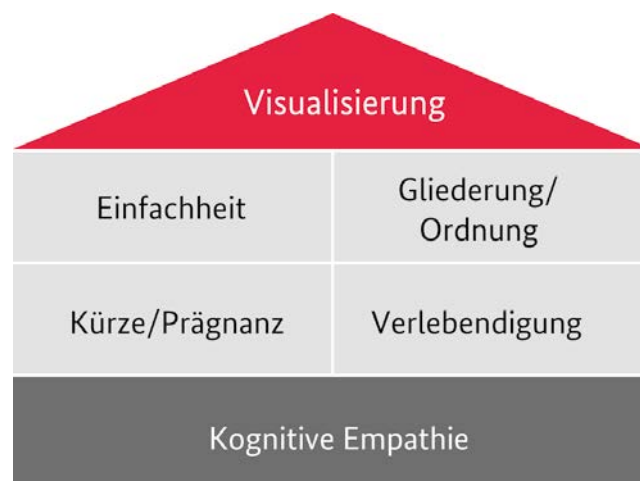 Visualisierung
Einfachheit
Gliederung/
Ordnung
Kürze/Prägnanz
Verlebendigung
Kognitive Empathie